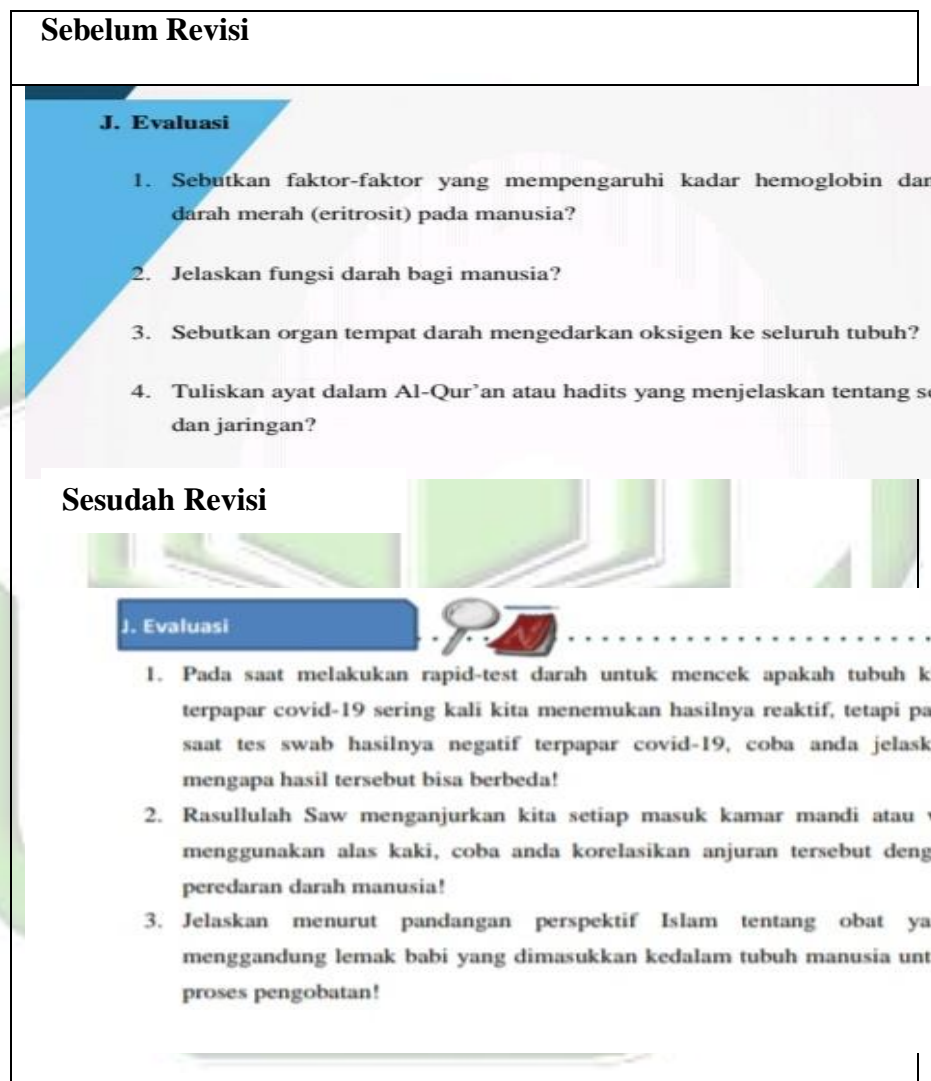 Sebelum Revisi
J. Evaluasi
1. Sebutkan faktor-faktor yang mempengaruhi kadar hemoglobin dan
darah merah (eritrosit) pada manusia?
2. Jelaskan fungsi darah bagi manusia?
3. Sebutkan organ tempat darah mengedarkan oksigen ke seluruh tubuh?
4. Tuliskan ayat dalam Al-Qur'an atau hadits yang menjelaskan tentang
dan jaringan?
Sesudah Revisi
J. Evaluasi
1. Pada saat melakukan rapid-test darah untuk mencek apakah tubuh
terpapar covid-19 sering kali kita menemukan hasilnya reaktif, tetapi
saat tes swab hasilnya negatif terpapar covid-19, coba anda
mengapa hasil tersebut bisa berbeda!
2. Rasullulah Saw menganjurkan kita setiap masuk kamar mandi atau
menggunakan alas kaki, coba anda korelasikan anjuran tersebut
peredaran darah manusia!
3. Jelaskan menurut pandangan perspektif Islam tentang obat
menggandung lemak babi yang dimasukkan kedalam tubuh manusia
proses pengobatan!